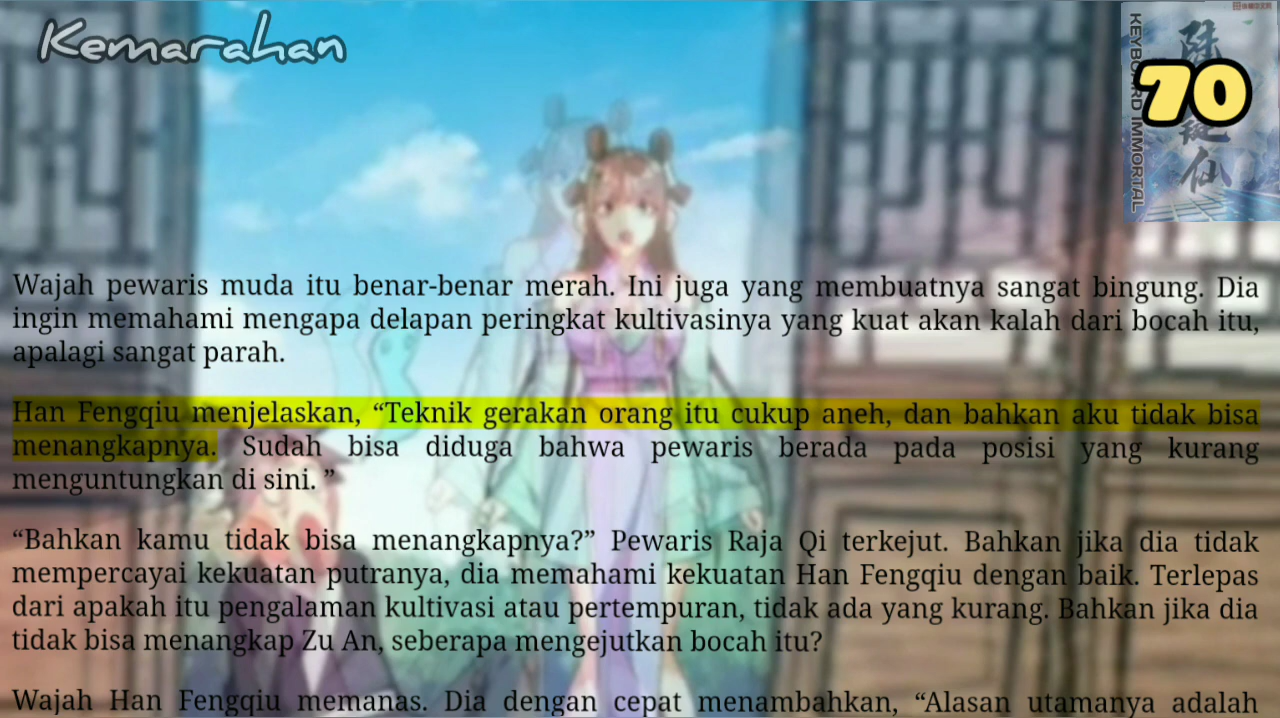 Kemarahan
70
KEYBOARD IMMORTAL
Wajah pewaris muda itu benar-benar merah. Ini juga yang membuatnya sangat bingung. Dia
ingin memahami mengapa delapan peringkat kultivasinya yang kuat akan kalah dari bocah itu,
apalagi sangat parah.
Han Fengqiu menjelaskan, “Teknik gerakan orang itu cukup aneh, dan bahkan aku tidak bisa
menangkapnya. Sudah bisa diduga bahwa pewaris berada pada posisi yang kurang
menguntungkan di sini. ”
“Bahkan kamu tidak bisa menangkapnya?” Pewaris Raja Qi terkejut. Bahkan jika dia tidak
mempercayai kekuatan putranya, dia memahami kekuatan Han Fengqiu dengan baik. Terlepas
dari apakah itu pengalaman kultivasi atau pertempuran, tidak ada yang kurang. Bahkan jika dia
tidak bisa menangkap Zu An, seberapa mengejutkan bocah itu?
Wajah Han Fengqiu memanas. Dia dengan cepat menambahkan, “Alasan utamanya adalah